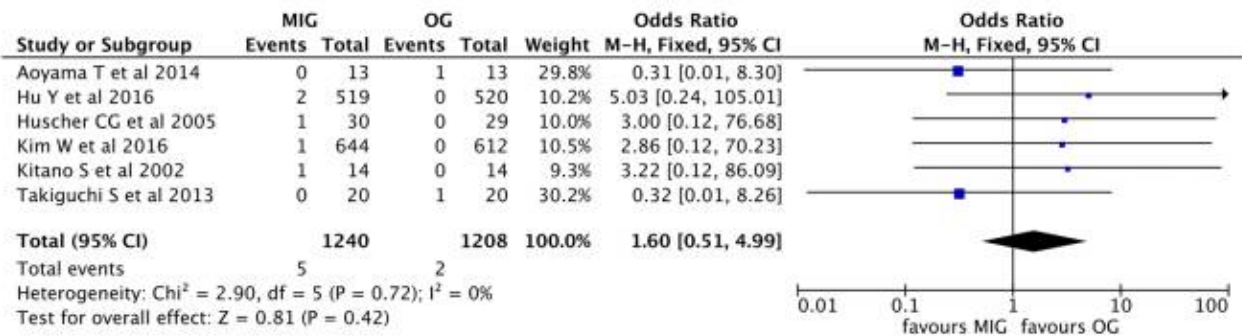 MIG OG Odds Ratio Odds Ratio
Study or Subgroup Events Total Events Total Weight M-H, Fixed, 95% CI M-H, Fixed, 95% CI
Aoyama T et al 2014 0 13 1 13 29.8% 0.31 [0.01, 8.30]
Hu Y et al 2016 2 519 0 520 10.2% 5.03 [0.24, 105.01]
Huscher CG et al 2005 1 30 0 29 10.0% 3.00 [0.12, 76.68]
Kim W et al 2016 1 644 0 612 10.5% 2.86 [0.12, 70.23]
Kitano S et al 2002 1 14 0 14 9.3% 3.22 [0.12, 86.09]
Takiguchi S et al 2013 0 20 1 20 30.2% 0.32 [0.01, 8.26]
Total (95% CI) 1240 1208 100.0% 1.60 [0.51, 4.99]
Total events 5 2
Heterogeneity: Chi² = 2.90, df = 5 (P = 0.72); I² = 0%
Test for overall effect: Z = 0.81 (P = 0.42)
0.01 0.1 1 10 100
favours MIG favours OG